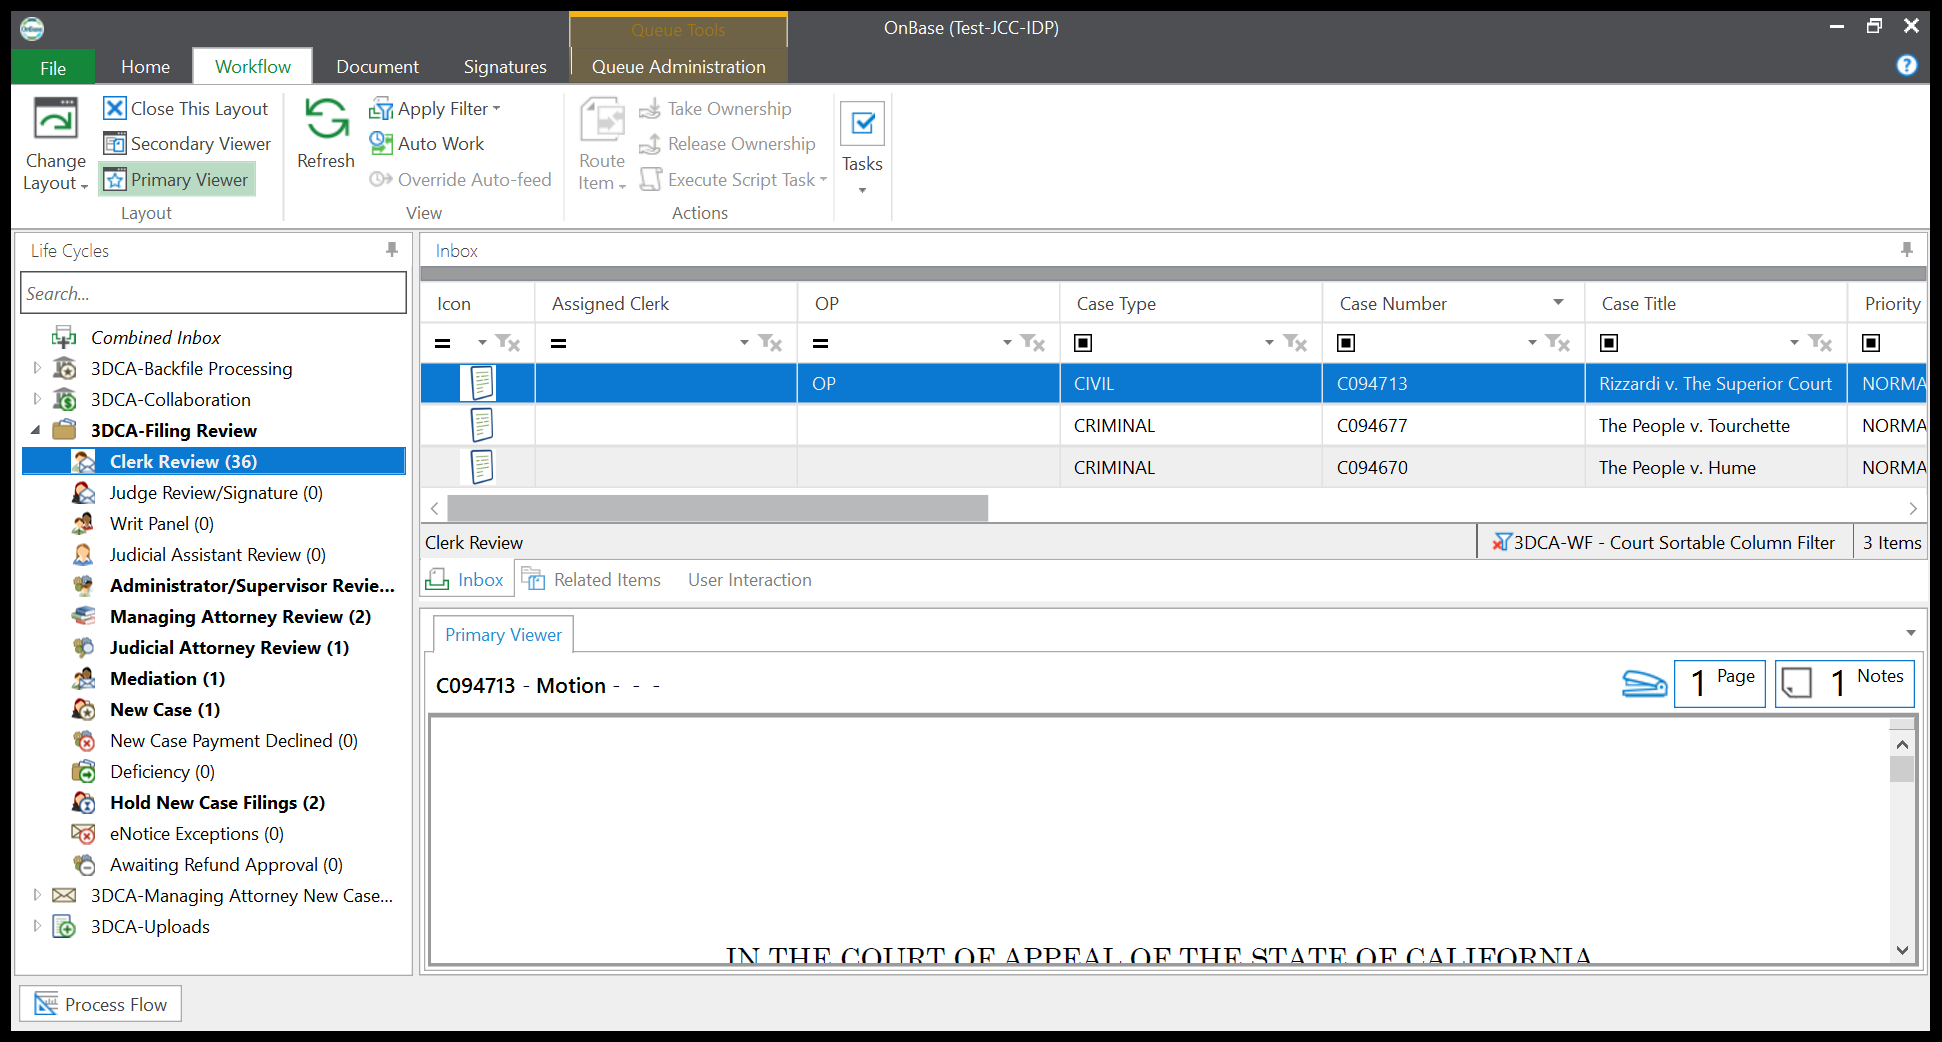 OnBase
Queue Tools
OnBase (Test-JCC-IDP)
File
Home
Workflow
Document
Signatures
Queue Administration
?
Change
Layout
Close This Layout
Secondary Viewer
Primary Viewer
Layout
Refresh
Apply Filter
Auto Work
Override Auto-feed
View
Route
Item
Take Ownership
Release Ownership
Execute Script Task
Actions
Tasks
Life Cycles
Search...
Combined Inbox
3DCA-Backfile Processing
3DCA-Collaboration
3DCA-Filing Review
Clerk Review (36)
Judge Review/Signature (0)
Writ Panel (0)
Judicial Assistant Review (0)
Administrator/Supervisor Revie...
Managing Attorney Review (2)
Judicial Attorney Review (1)
Mediation (1)
New Case (1)
New Case Payment Declined (0)
Deficiency (0)
Hold New Case Filings (2)
eNotice Exceptions (0)
Awaiting Refund Approval (0)
3DCA-Managing Attorney New Case...
3DCA-Uploads
Inbox
Icon Assigned Clerk OP Case Type Case Number Case Title Priority
= = =
OP CIVIL C094713 Rizzardi v. The Superior Court NORMA
CRIMINAL C094677 The People v. Tourchette NORMA
CRIMINAL C094670 The People v. Hume NORMA
Clerk Review
3DCA-WF - Court Sortable Column Filter
3 Items
Inbox
Related Items
User Interaction
Primary Viewer
C094713 - Motion - - -
1 Page
1 Notes
IN THE COURT OF APPEAL OF THE STATE OF CALIFORNIA
Process Flow